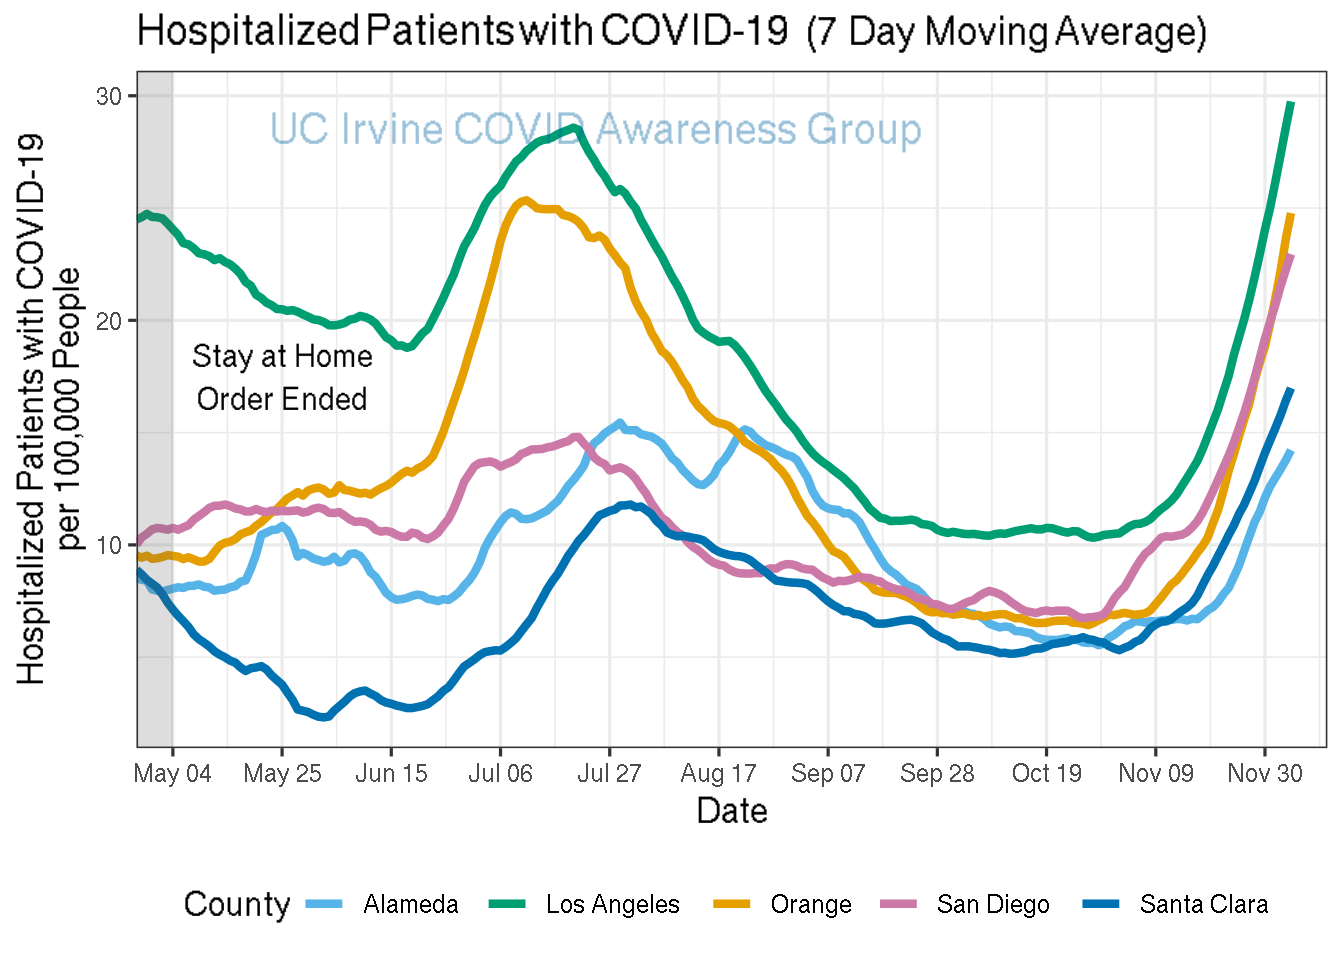 Hospitalized Patients with COVID-19 (7 Day Moving Average)
UC Irvine COVID Awareness Group
Hospitalized Patients with COVID-19
per 100,000 People
30
20
10
Stay at Home
Order Ended
May 04 May 25 Jun 15 Jul 06 Jul 27 Aug 17 Sep 07 Sep 28 Oct 19 Nov 09 Nov 30
Date
County Alameda Los Angeles Orange San Diego Santa Clara